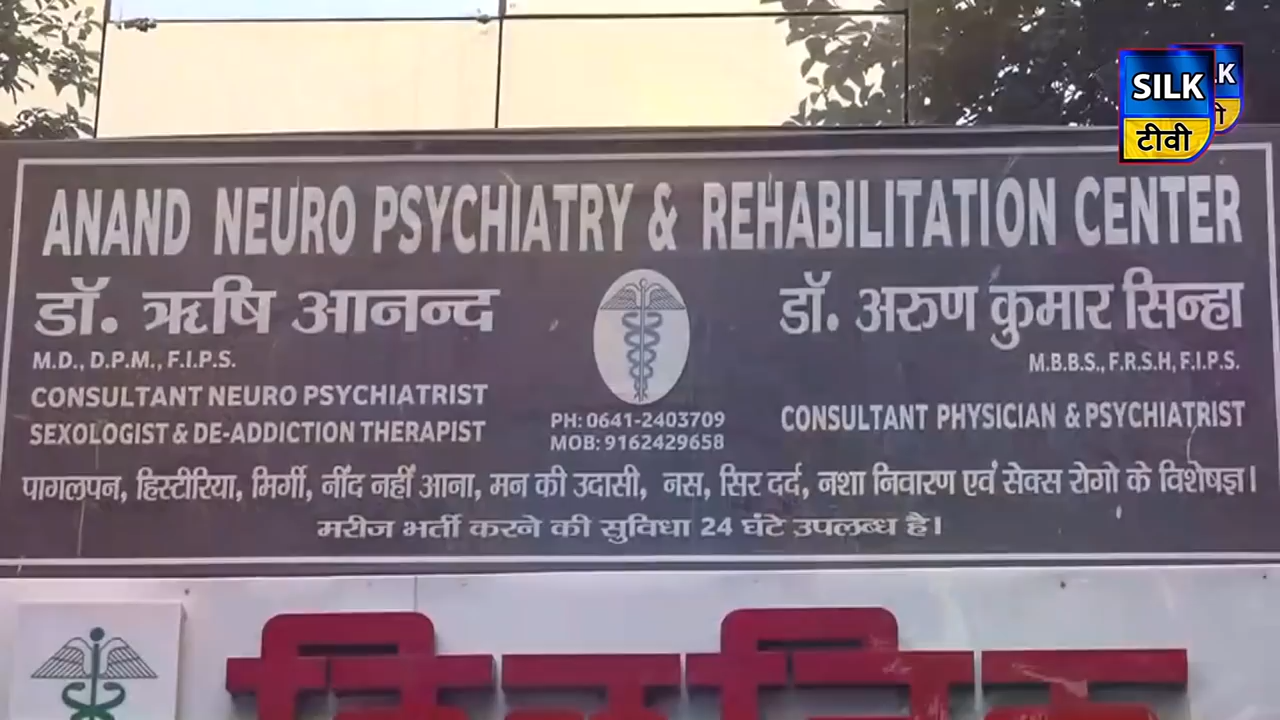 SILK
टीवी
ANAND NEURO PSYCHIATRY & REHABILITATION CENTER
डॉ. ऋषि आनन्द
M.D., D.P.M., F.I.P.S.
CONSULTANT NEURO PSYCHIATRIST
SEXOLOGIST & DE-ADDICTION THERAPIST
PH: 0641-2403709
MOB: 9162429658
डॉ. अरुण कुमार सिन्हा
M.B.B.S., F.R.S.H, F.I.P.S.
CONSULTANT PHYSICIAN & PSYCHIATRIST
पागलपन, हिस्टीरिया, मिर्गी, नींद नहीं आना, मन की उदासी, नस, सिर दर्द, नशा निवारण एवं सेक्स रोगो के विशेषज्ञ।
मरीज भर्ती करने की सुविधा 24 घंटे उपलब्ध है।